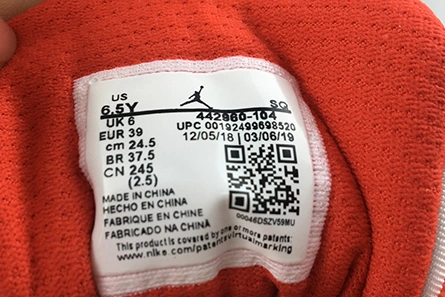 US
6.5Y SQ
UK 6 442960-104
EUR 39 UPC 00192499698520
cm 24.5 12/05/18 03/06/19
BR 37.5
CN 245
(2.5)
MADE IN CHINA
HECHO EN CHINA
FABRIQUE EN CHINE
FABRICADO NA CHINA
00046DSZV59MU
This product is covered by one or more patents:
www.nike.com/patentsvirtualmarking